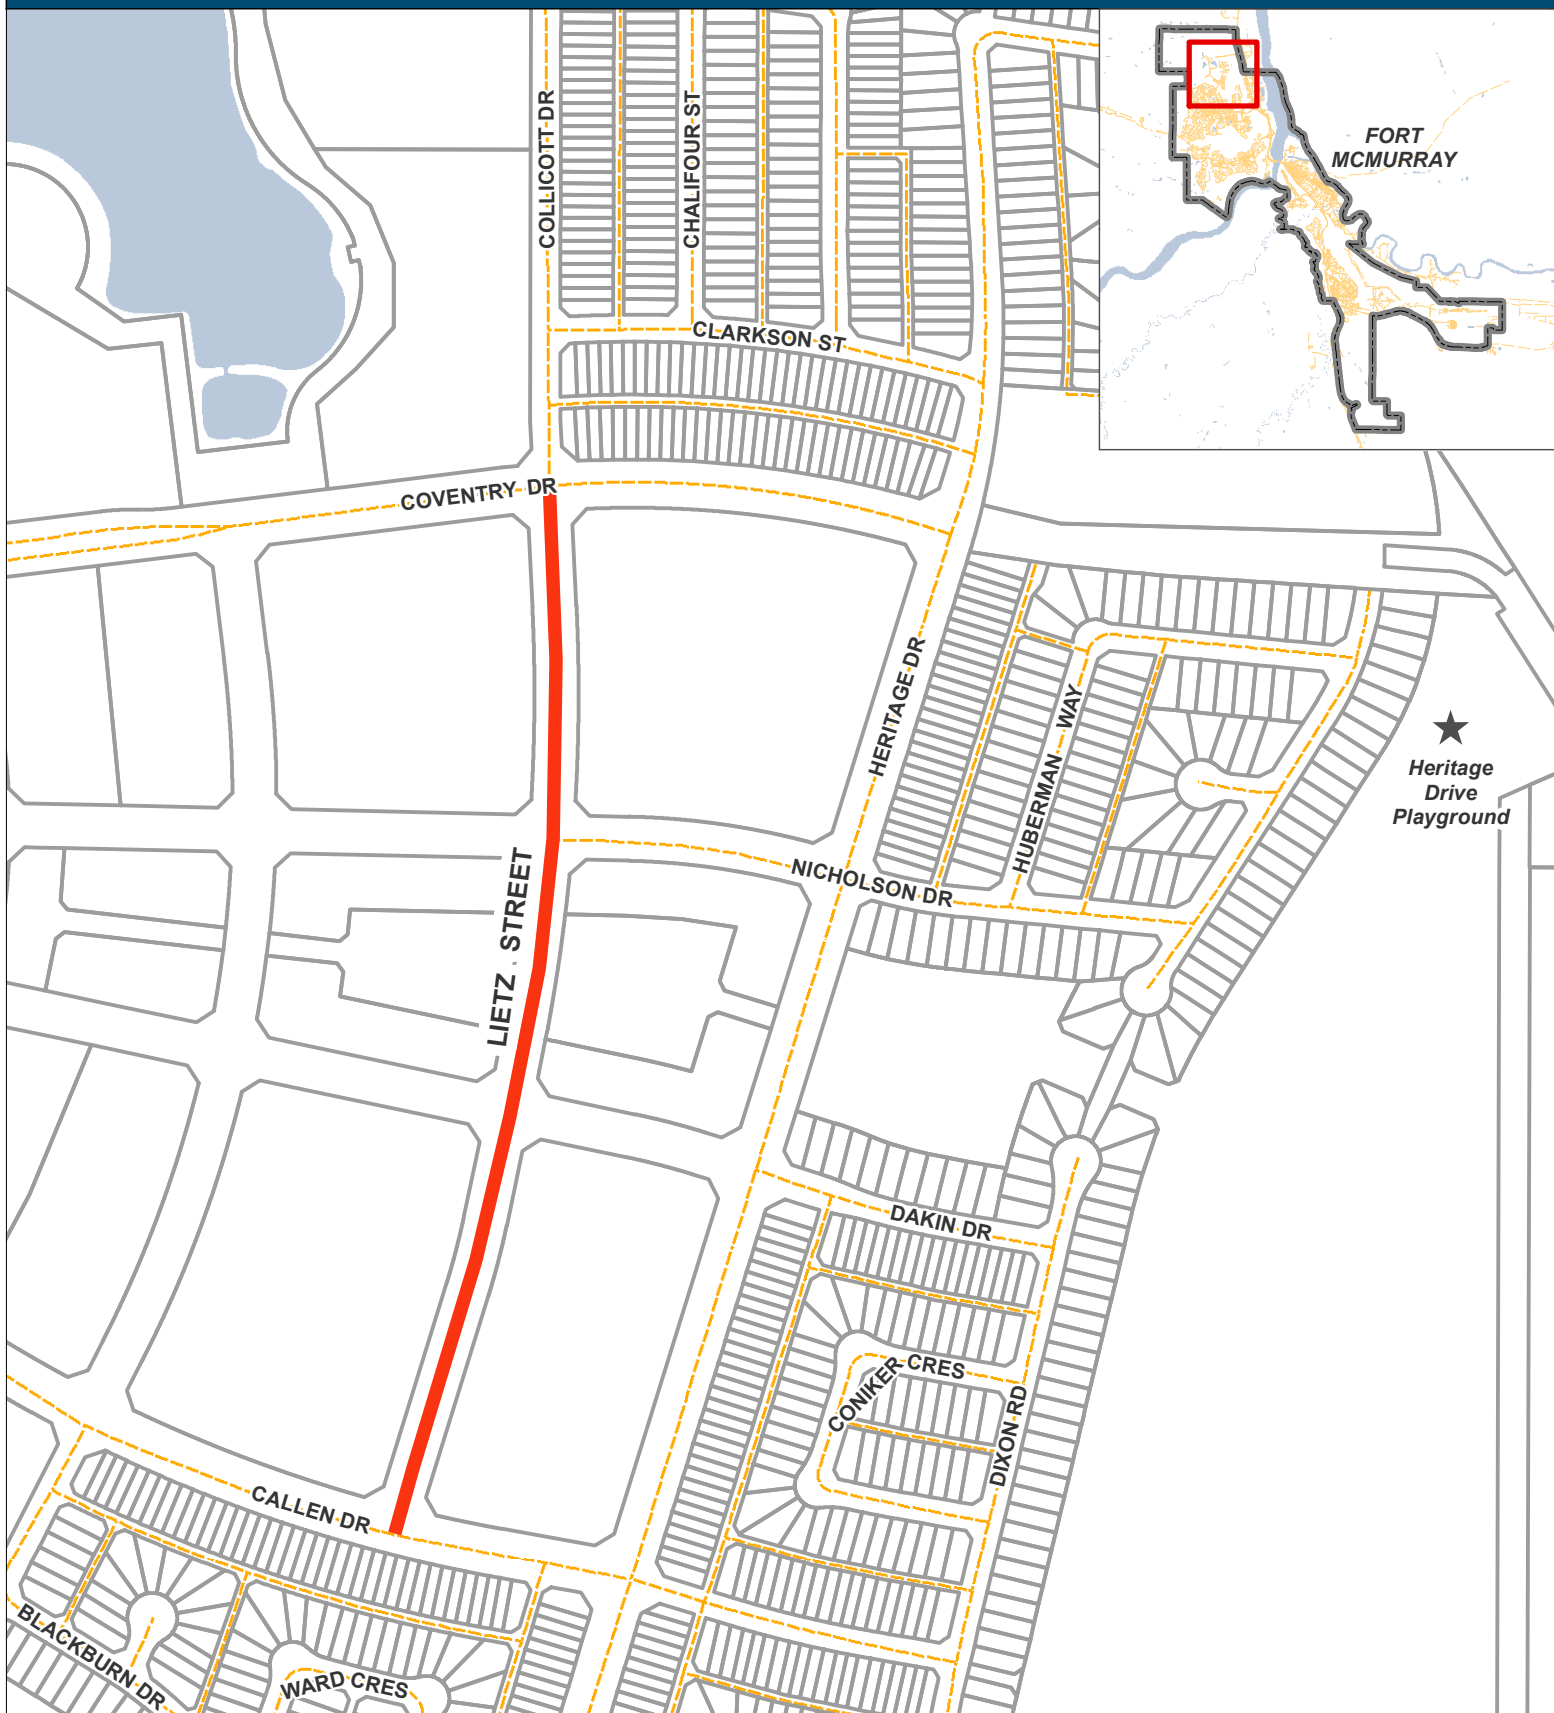 COLLICOTT DR
CHALIFOUR ST
FORT
MCMURRAY
CLARKSON ST
COVENTRY DR
HERITAGE DR
HUBERMAN WAY
Heritage
Drive
Playground
NICHOLSON DR
LIETZ STREET
DAKIN DR
CONIKER CRES
DIXON RD
CALLEN DR
BLACKBURN DR
WARD CRES